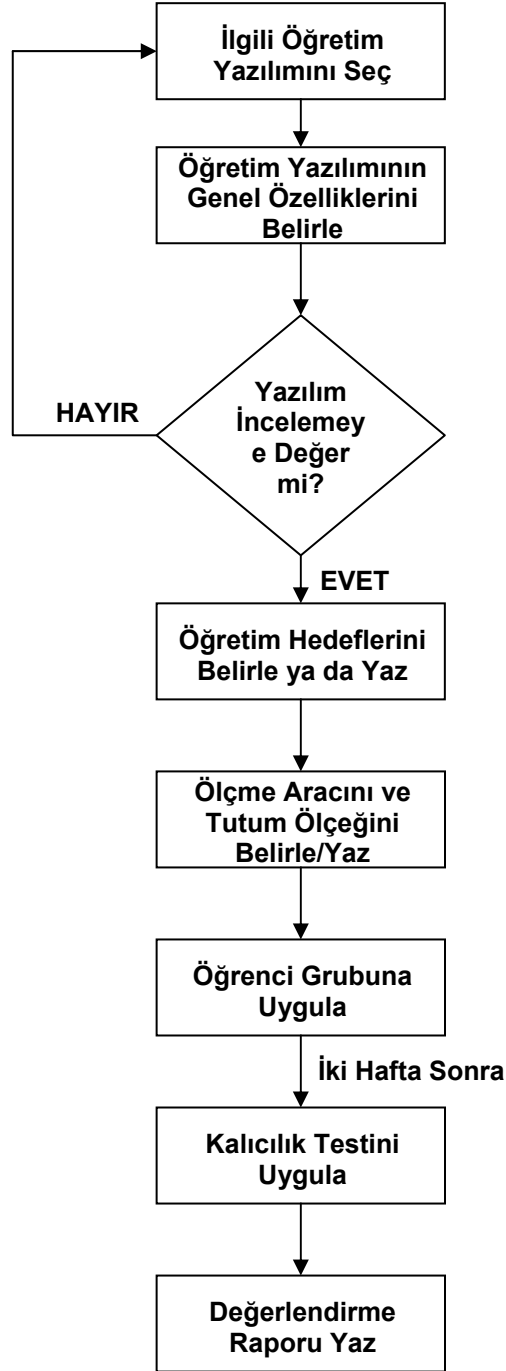 İlgili Öğretim
Yazılımını Seç
Öğretim Yazılımının
Genel Özelliklerini
Belirle
Yazılım
İncelemey
e Değer
mi?
HAYIR
EVET
Öğretim Hedeflerini
Belirle ya da Yaz
Ölçme Aracını ve
Tutum Ölçeğini
Belirle/Yaz
Öğrenci Grubuna
Uygula
İki Hafta Sonra
Kalıcılık Testini
Uygula
Değerlendirme
Raporu Yaz